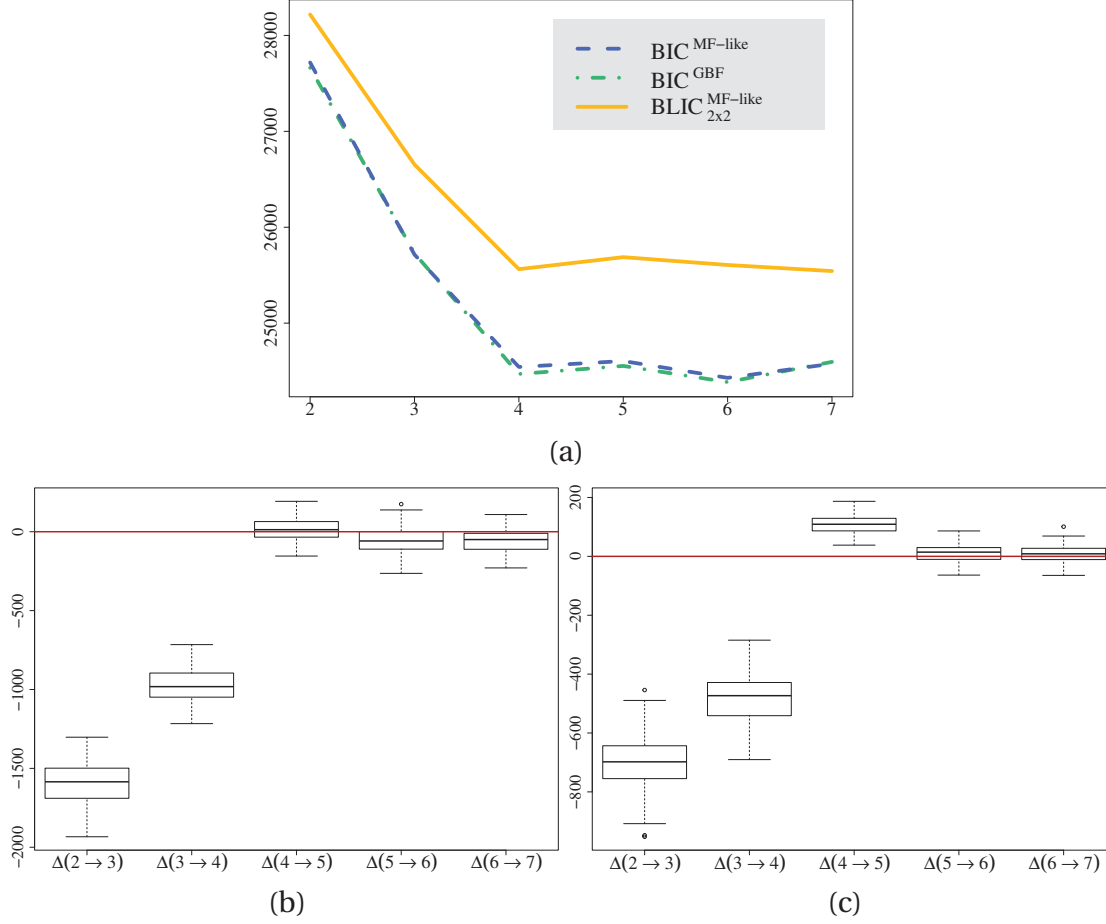 28000
27000
26000
25000
BIC MF−like
BIC GBF
BLIC MF−like 2x2
2 3 4 5 6 7
(a)
0
−500
−1000
−1500
−2000
Δ(2 → 3) Δ(3 → 4) Δ(4 → 5) Δ(5 → 6) Δ(6 → 7)
(b)
200
0
−200
−400
−600
−800
Δ(2 → 3) Δ(3 → 4) Δ(4 → 5) Δ(5 → 6) Δ(6 → 7)
(c)